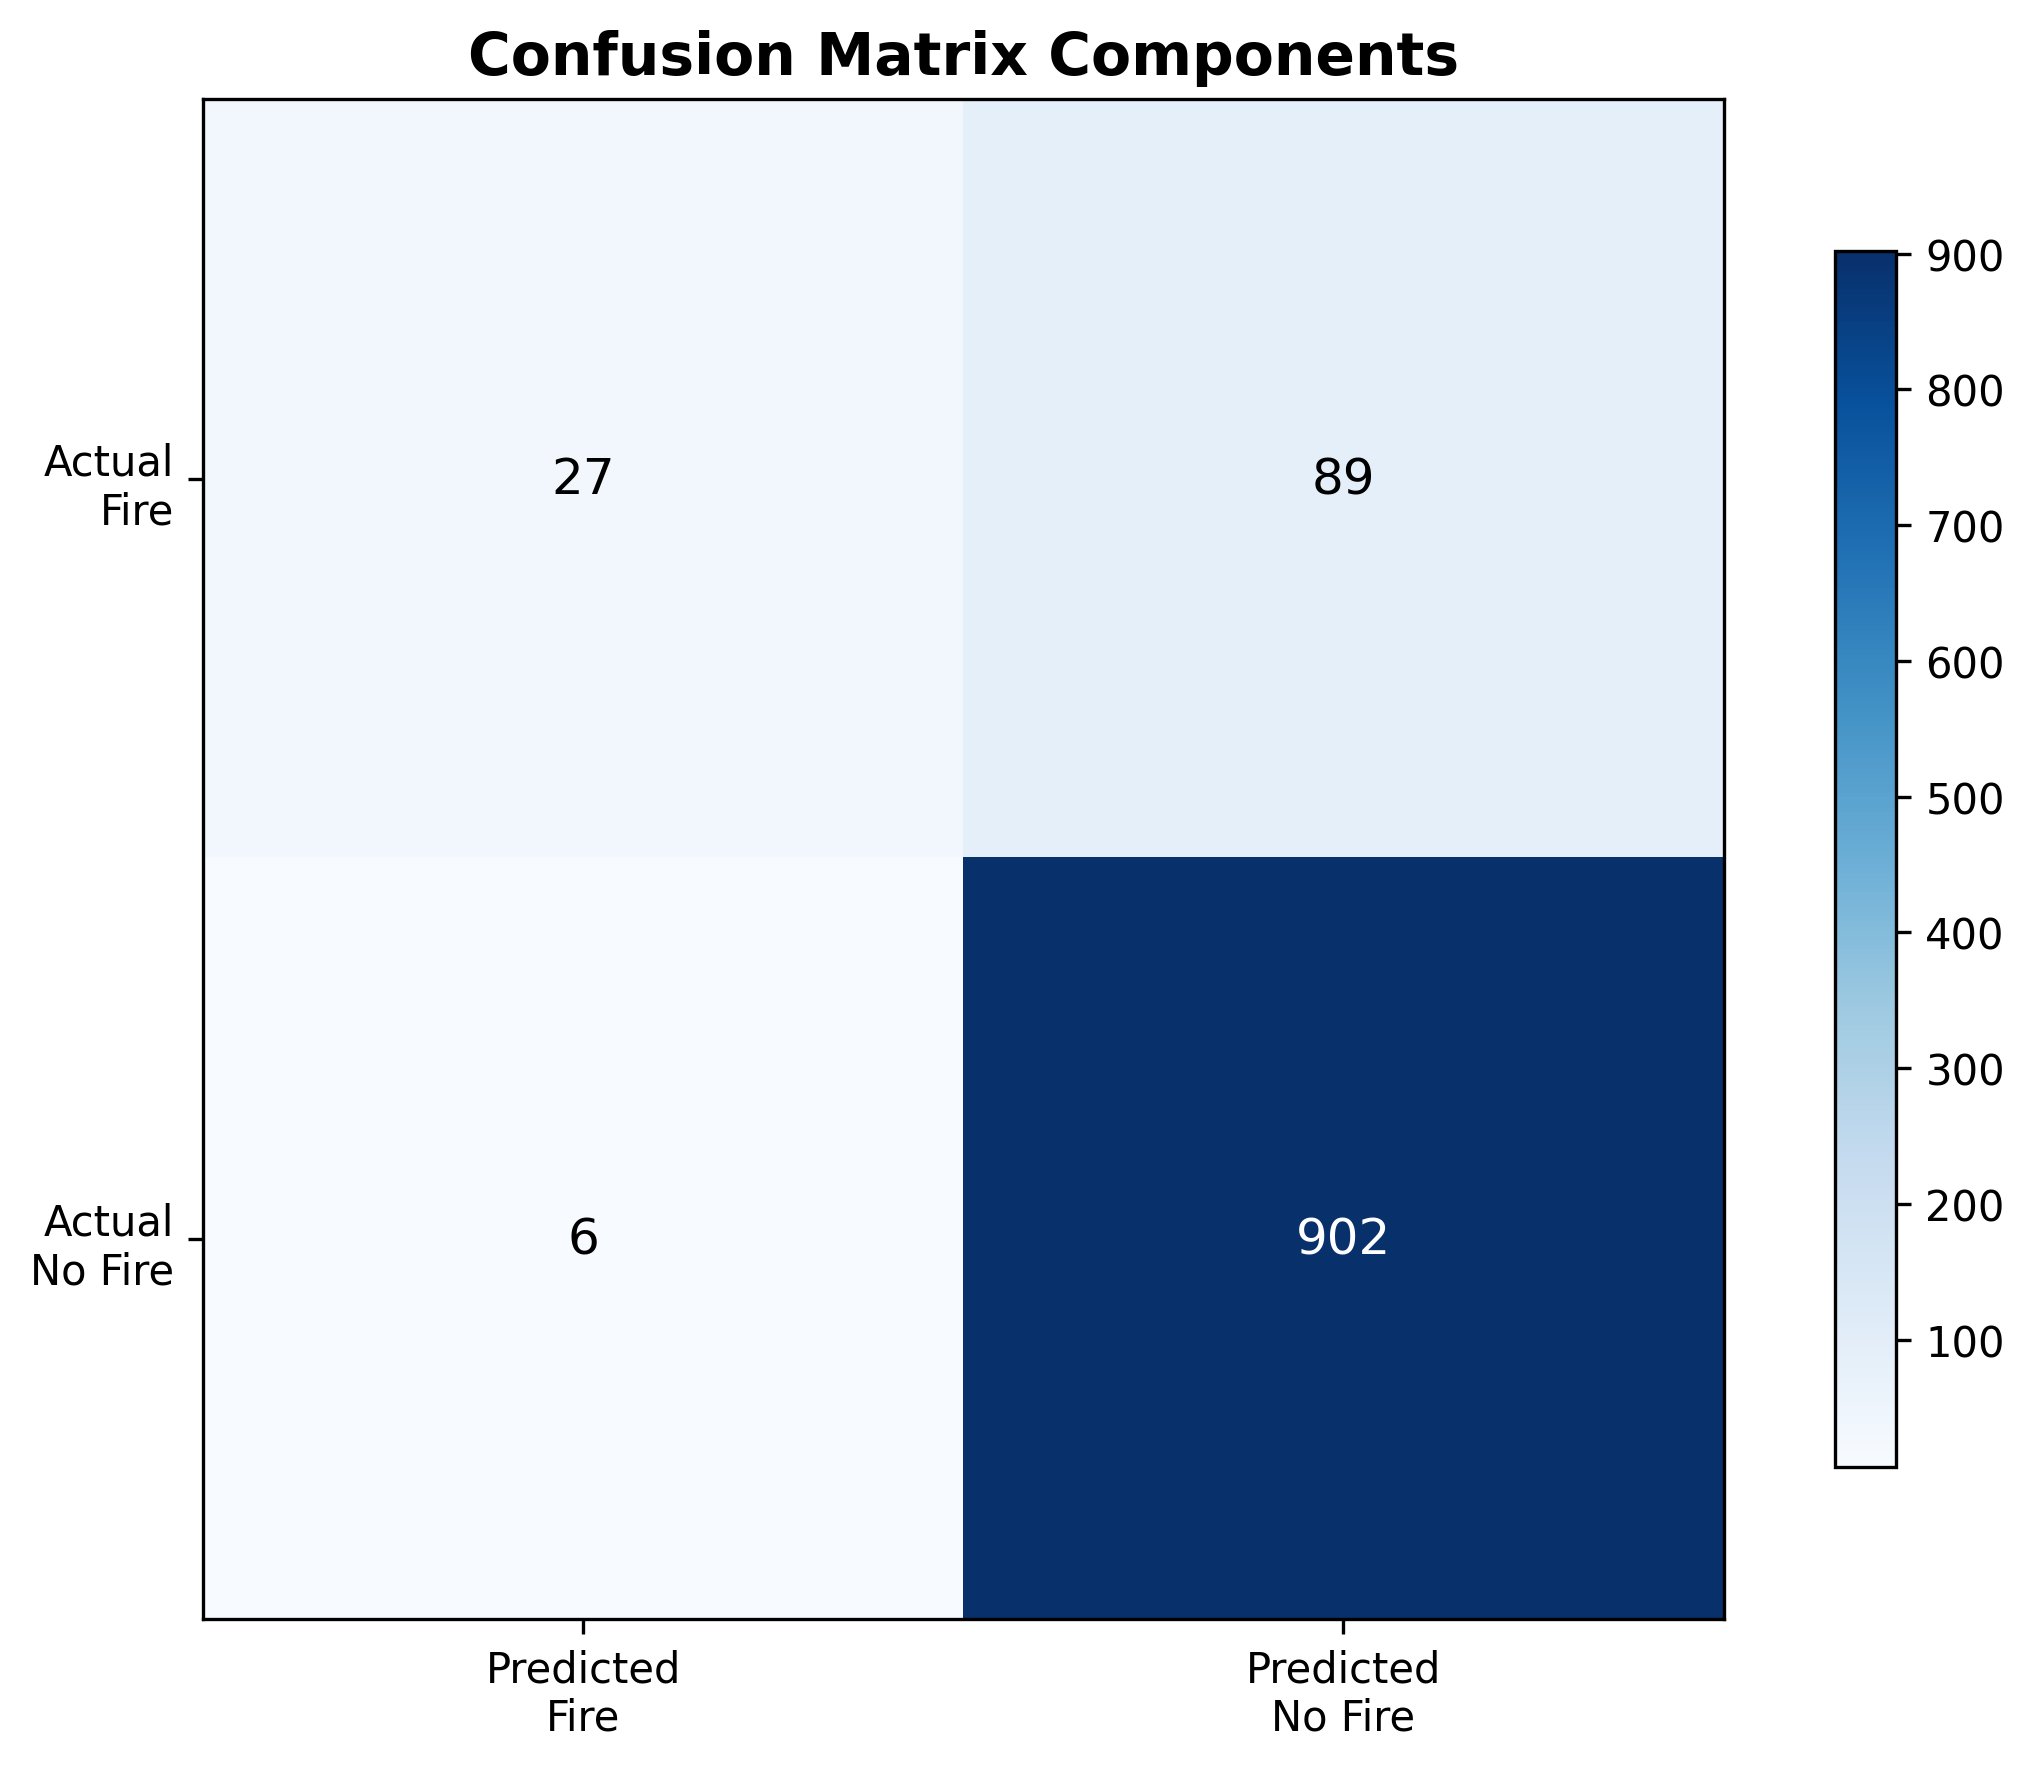 Confusion Matrix Components
Actual
Fire
27
89
Actual
No Fire
6
902
Predicted
Fire
Predicted
No Fire
900
800
700
600
500
400
300
200
100